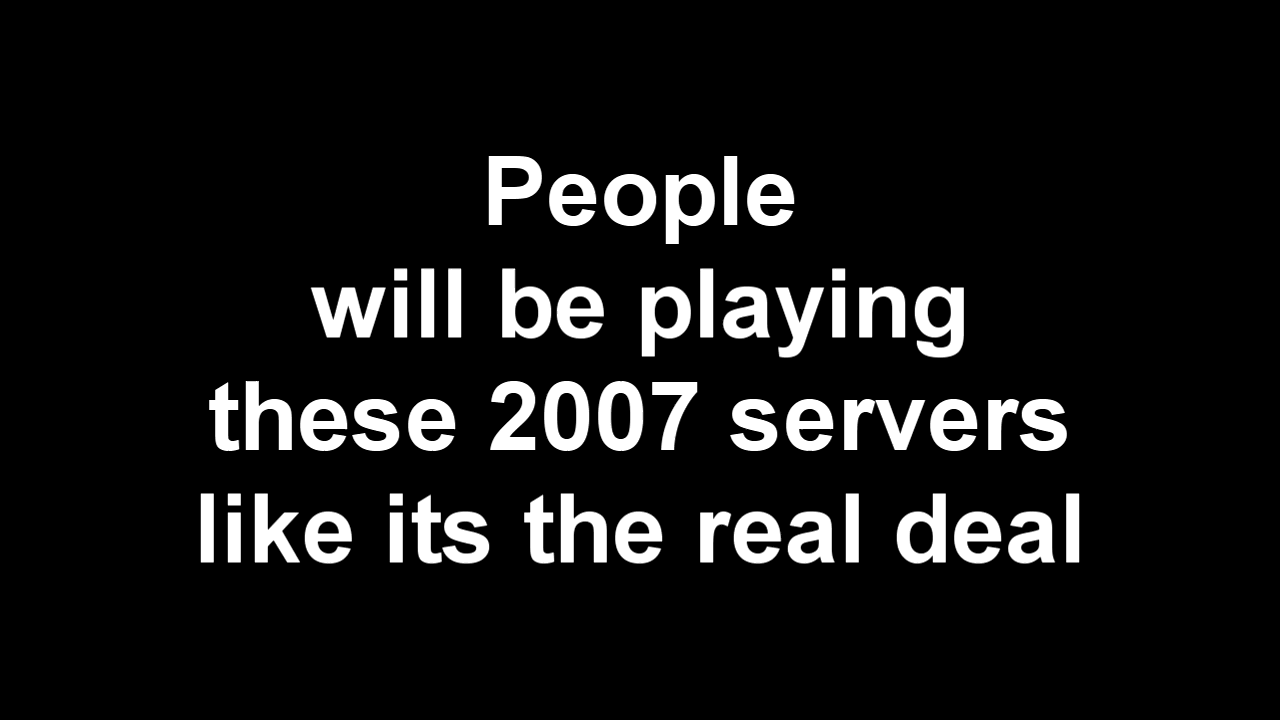 People
will be playing
these 2007 servers
like its the real deal